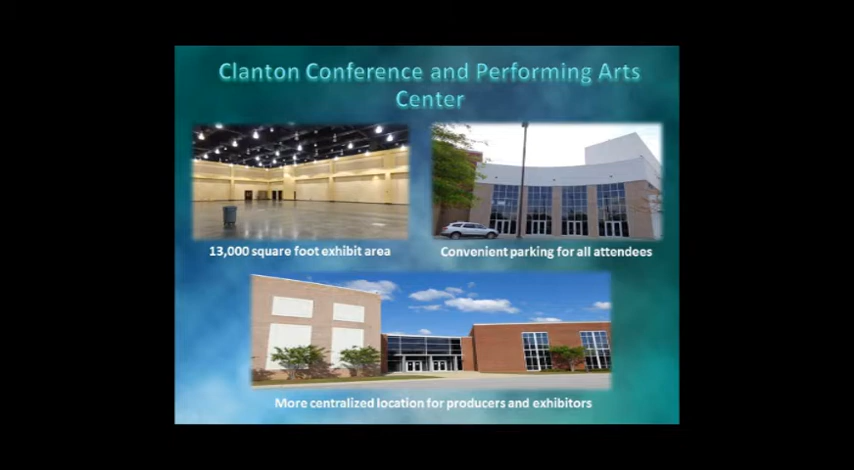 Clanton Conference and Performing Arts
Center
13,000 square foot exhibit area
Convenient parking for all attendees
More centralized location for producers and exhibitors